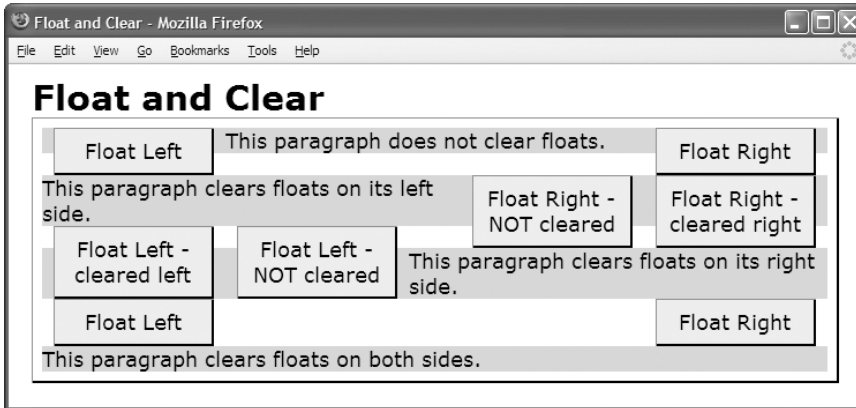 Float and Clear - Mozilla Firefox
File Edit View Go Bookmarks Tools Help
Float and Clear
Float Left
This paragraph does not clear floats.
Float Right
This paragraph clears floats on its left
side.
Float Right -
NOT cleared
Float Right -
cleared right
Float Left -
cleared left
Float Left -
NOT cleared
This paragraph clears floats on its right
side.
Float Left
Float Right
This paragraph clears floats on both sides.